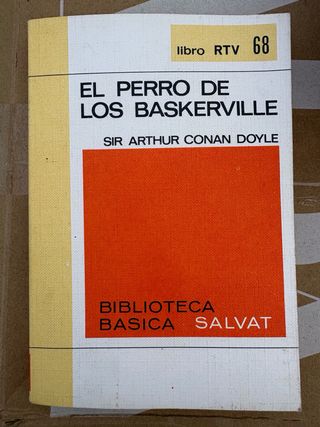 libro RTV 68
EL PERRO DE
LOS BASKERVILLE
SIR ARTHUR CONAN DOYLE
BIBLIOTECA
BASICA SALVAT